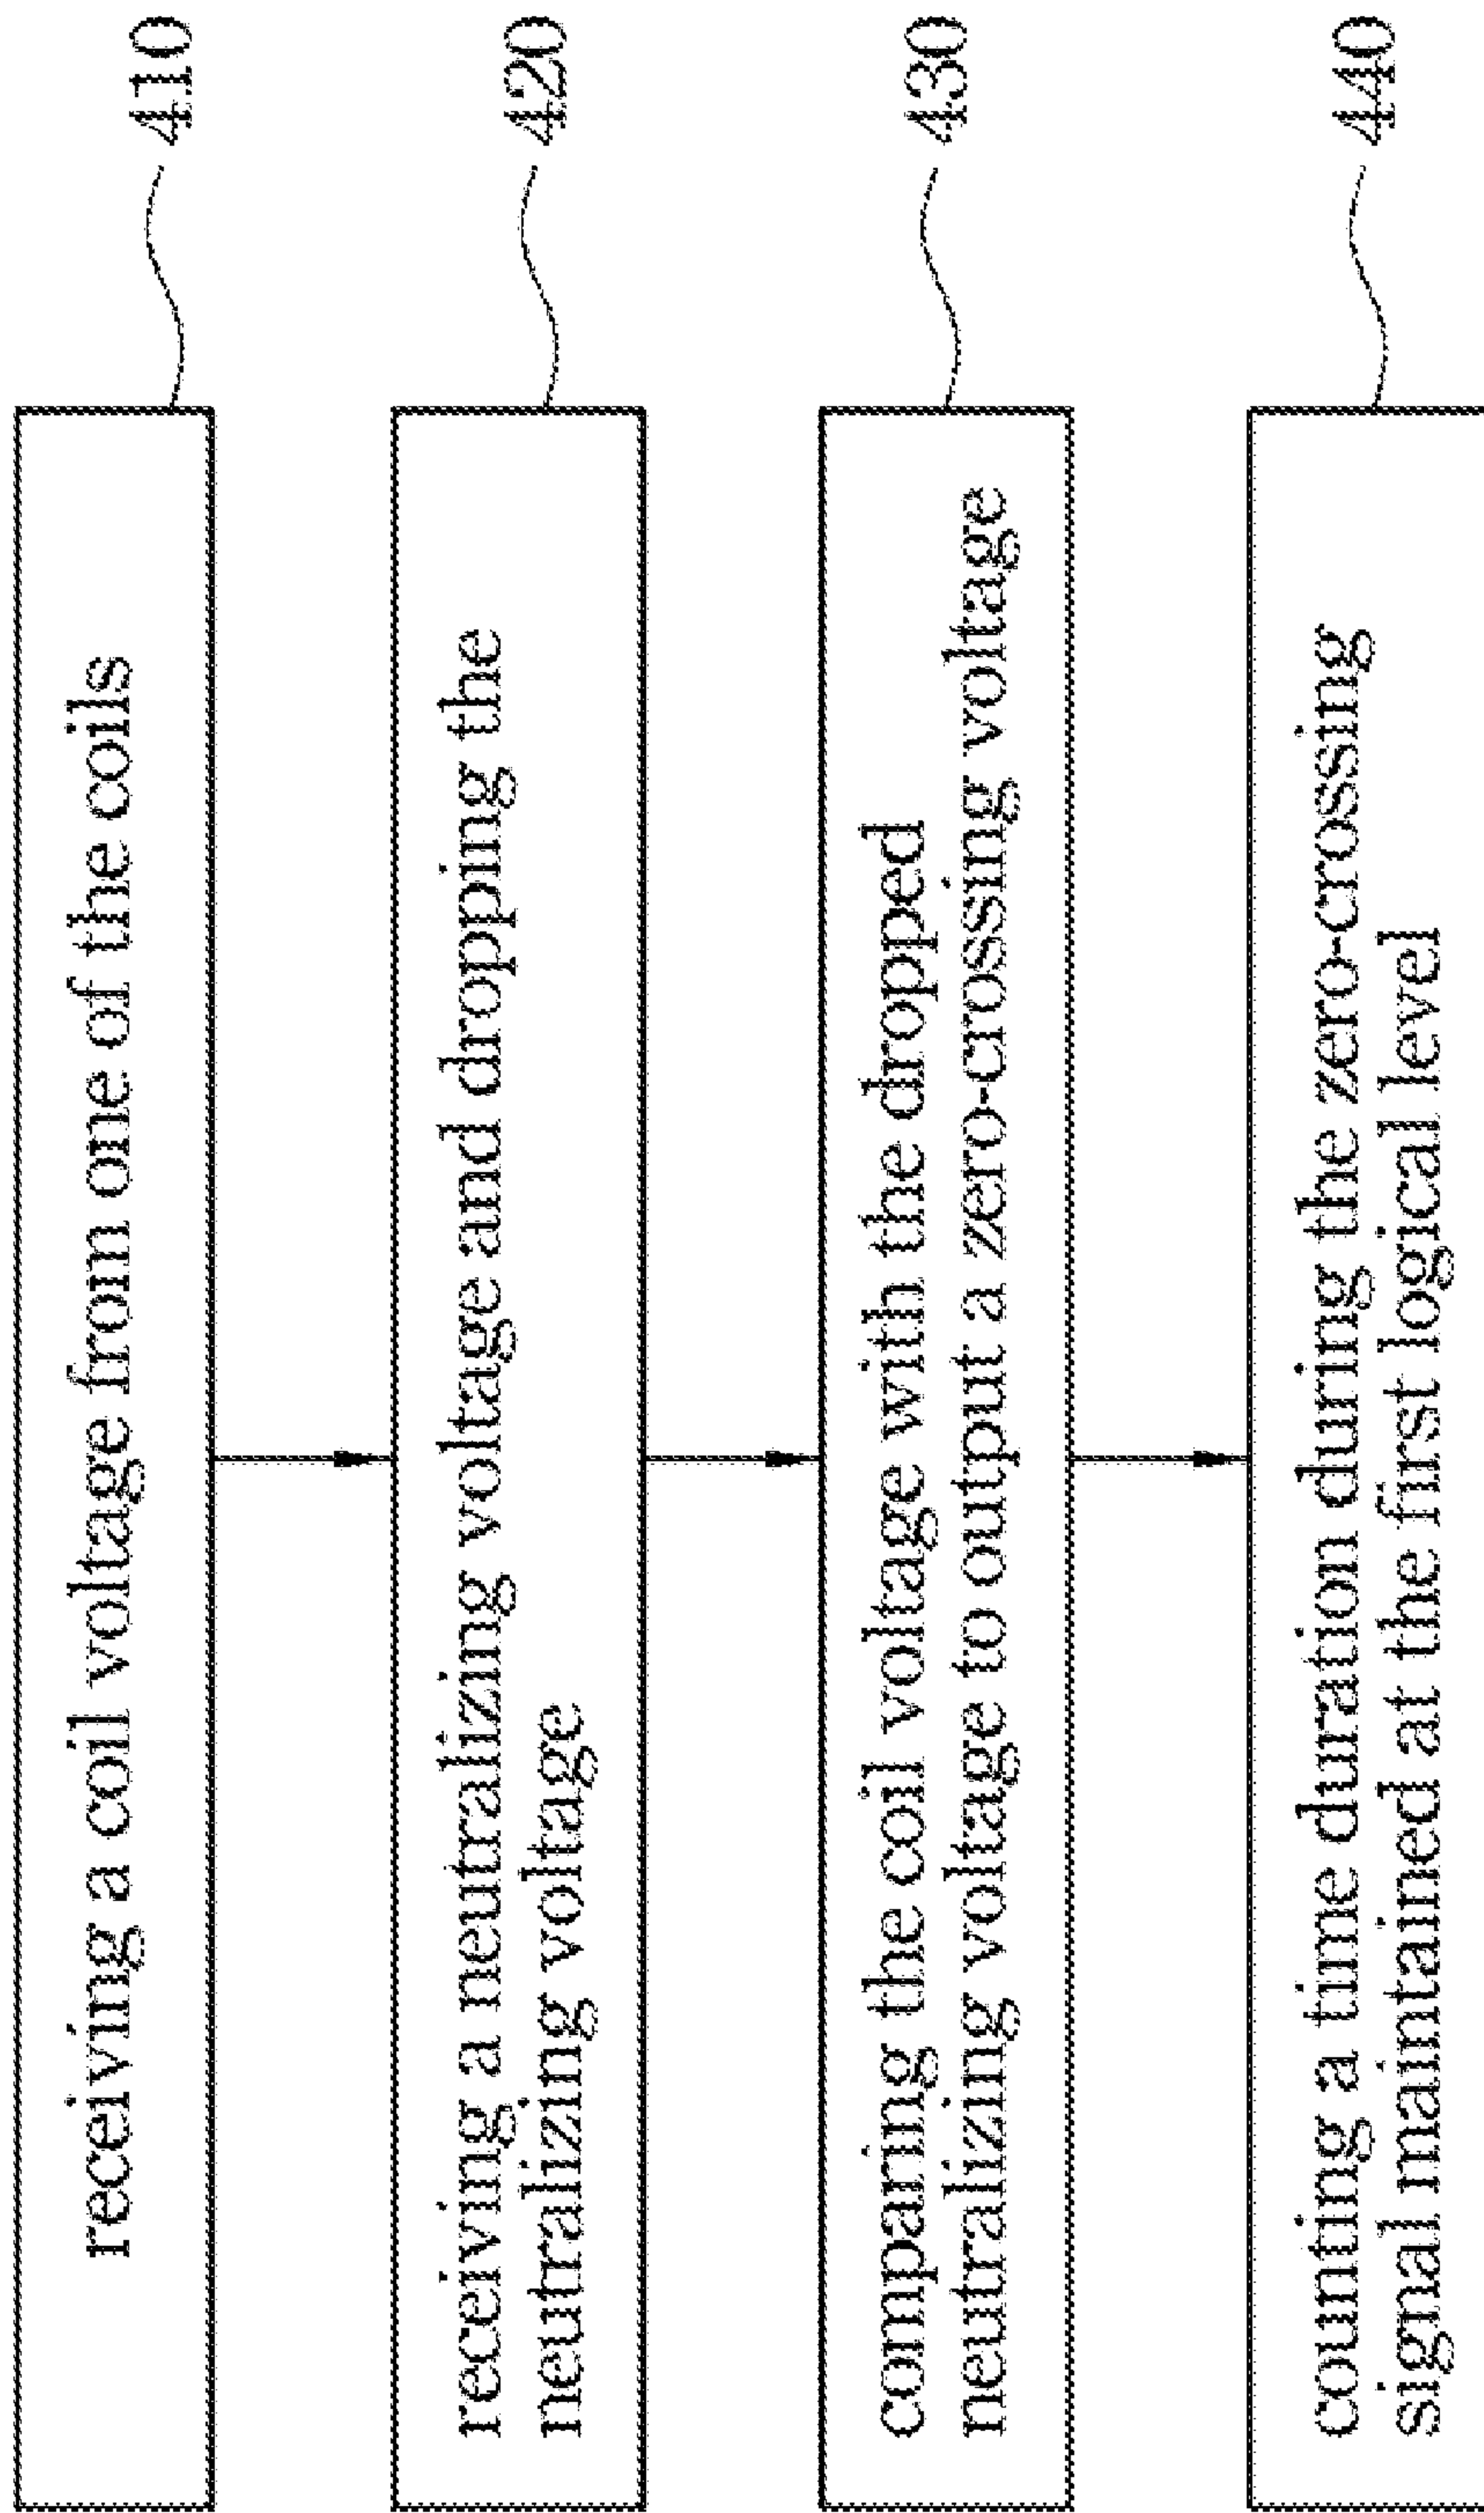 receiving a coil voltage from one of the coils
410
receiving a neutralizing voltage and dropping the
neutralizing voltage
420
comparing the coil voltage with the dropped
neutralizing voltage to output a zero-crossing voltage
430
counting a time duration during the zero-crossing
signal maintained at the first logical level
440